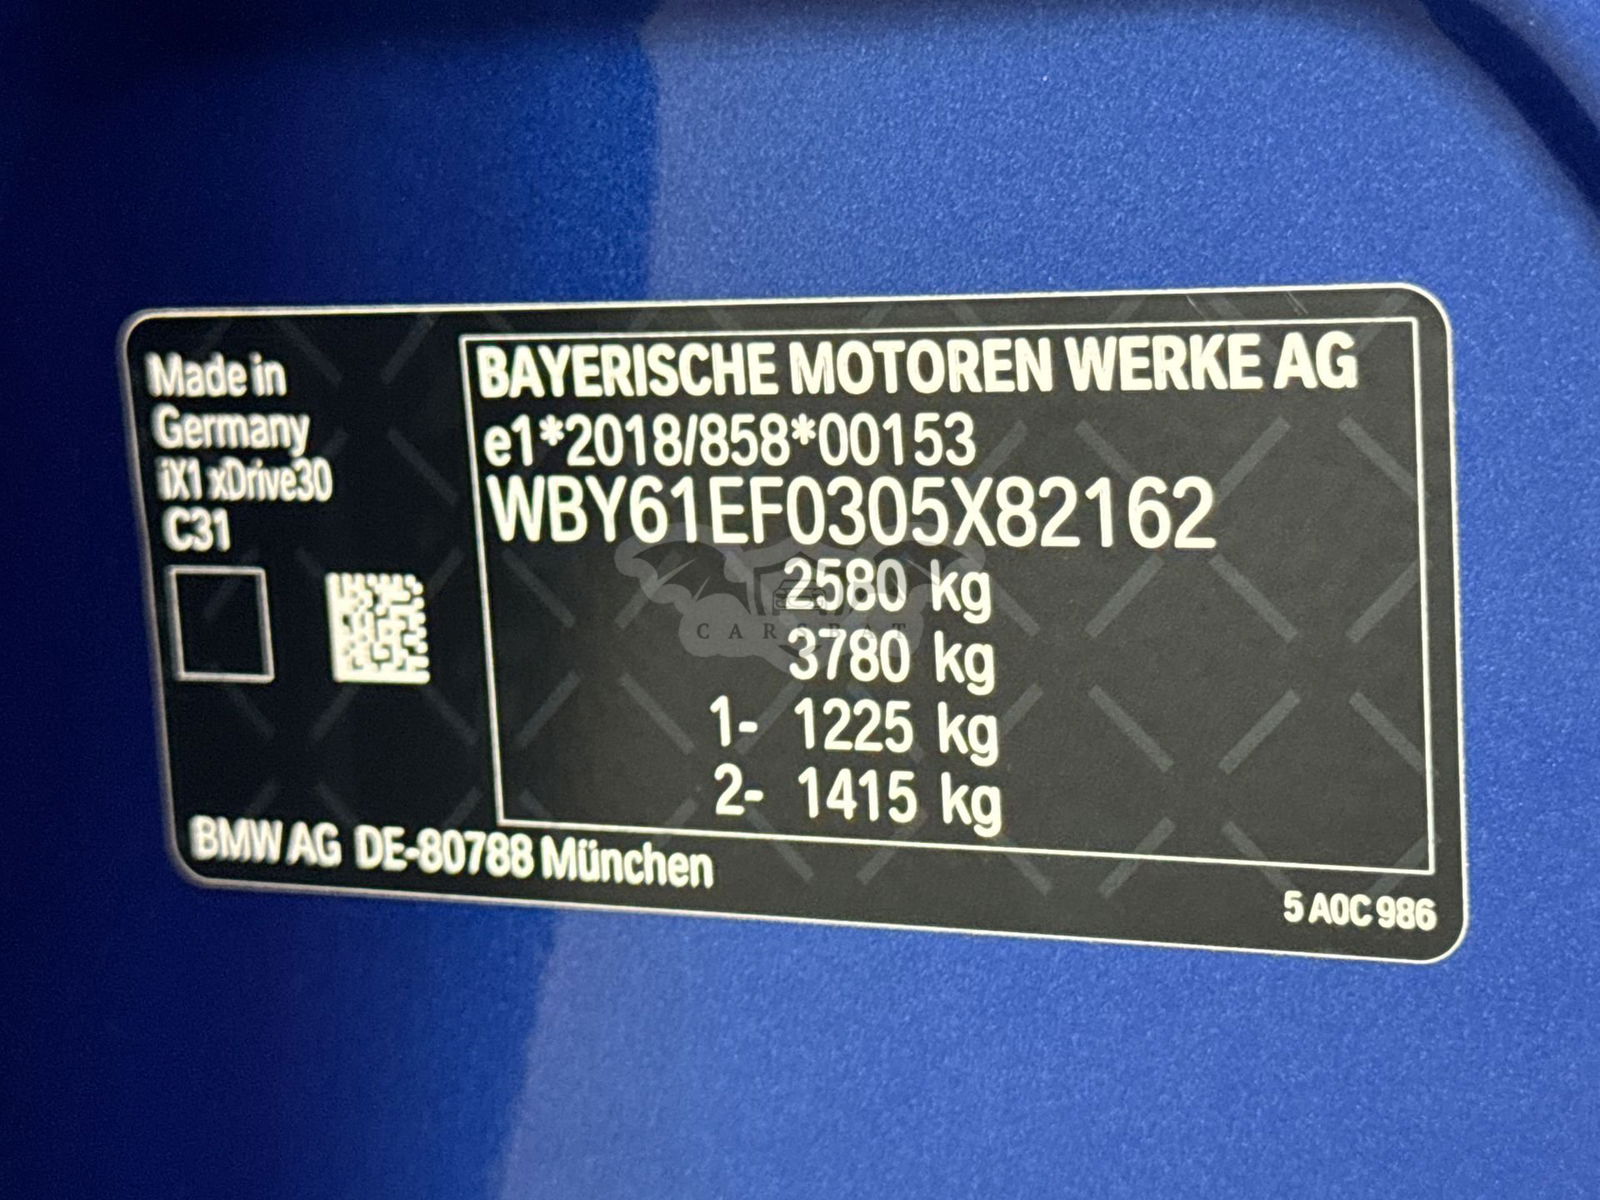 Made in
Germany
iX1 xDrive30
C31
BMW AG DE-80788 München
BAYERISCHE MOTOREN WERKE AG
e1*2018/858*00153
WBY61EF0305X82162
2580 kg
3780 kg
1- 1225 kg
2- 1415 kg
5 A0C 986
CARSBAT